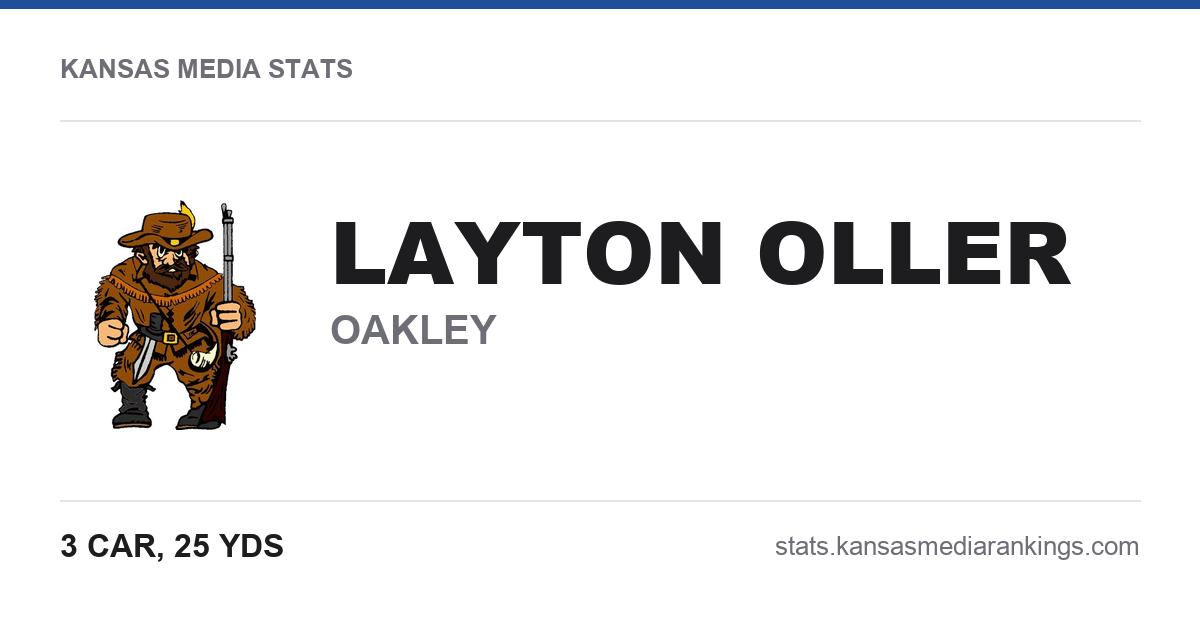 KANSAS MEDIA STATS
LAYTON OLLER
OAKLEY
3 CAR, 25 YDS
stats.kansasmediarankings.com